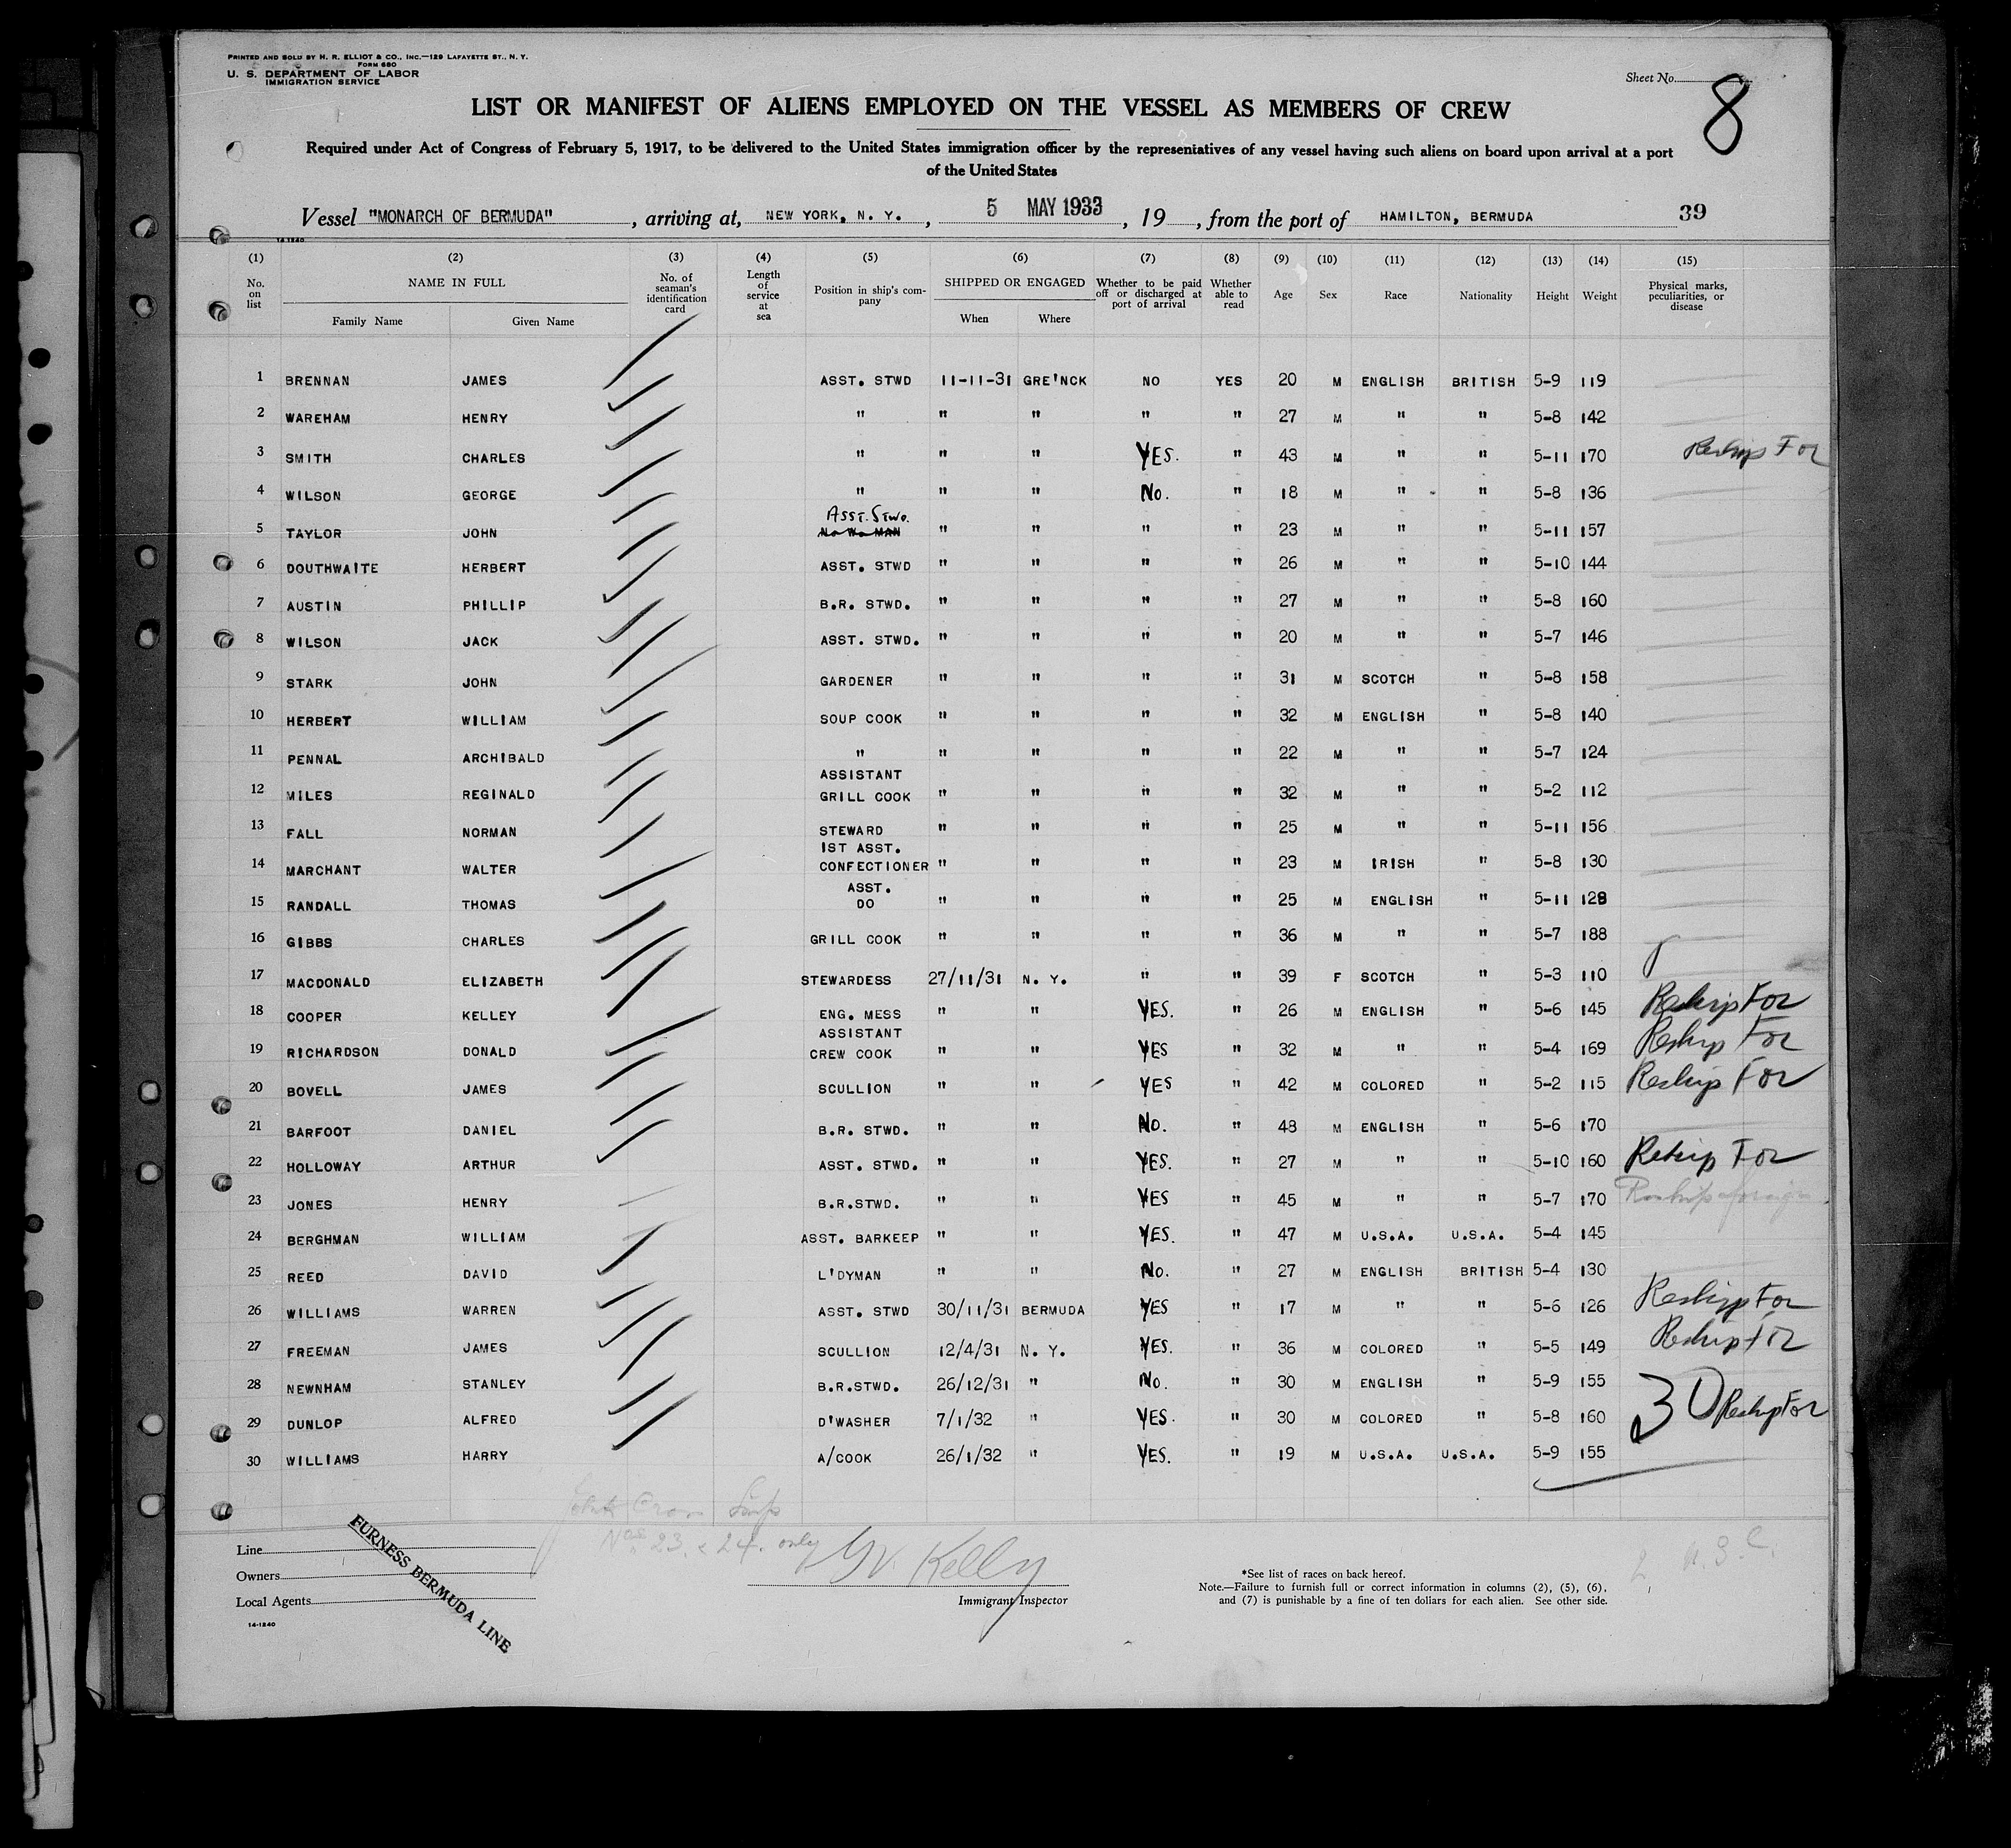 PRINTED AND SOLD BY H. R. ELLIOT & CO., INC.—129 LAFAYETTE ST., N. Y.
FORM 680
U. S. DEPARTMENT OF LABOR
IMMIGRATION SERVICE
Sheet No. 8
LIST OR MANIFEST OF ALIENS EMPLOYED ON THE VESSEL AS MEMBERS OF CREW
Required under Act of Congress of February 5, 1917, to be delivered to the United States immigration officer by the representatives of any vessel having such aliens on board upon arrival at a port
of the United States
Vessel "MONARCH OF BERMUDA", arriving at, NEW YORK, N. Y., 5 MAY 1933, 19 , from the port of HAMILTON, BERMUDA 39
14-1240
(1) (2) (3) (4) (5) (6) (7) (8) (9) (10) (11) (12) (13) (14) (15)
No. on list NAME IN FULL Family Name Given Name No. of seaman's identification card Length of service at sea Position in ship's company SHIPPED OR ENGAGED When Where Whether to be paid off or discharged at port of arrival Whether able to read Age Sex Race Nationality Height Weight Physical marks, peculiarities, or disease
1 BRENNAN JAMES ASST. STWD 11-11-31 GRE'NCK NO YES 20 M ENGLISH BRITISH 5-9 119
2 WAREHAM HENRY " " " " " 27 M " " 5-8 142
3 SMITH CHARLES " " " YES. " 43 M " " 5-11 170 Reship For
4 WILSON GEORGE " " " No. " 18 M " " 5-8 136
5 TAYLOR JOHN ASST. STWD. " " " " 23 M " " 5-11 157
6 DOUTHWAITE HERBERT ASST. STWD " " " " 26 M " " 5-10 144
7 AUSTIN PHILLIP B.R. STWD. " " " " 27 M " " 5-8 160
8 WILSON JACK ASST. STWD. " " " " 20 M " " 5-7 146
9 STARK JOHN GARDENER " " " " 31 M SCOTCH " 5-8 158
10 HERBERT WILLIAM SOUP COOK " " " " 32 M ENGLISH " 5-8 140
11 PENNAL ARCHIBALD " " " " " 22 M " " 5-7 124
12 MILES REGINALD ASSISTANT GRILL COOK " " " " 32 M " " 5-2 112
13 FALL NORMAN STEWARD " " " " 25 M " " 5-11 156
14 MARCHANT WALTER 1ST ASST. CONFECTIONER " " " " 23 M IRISH " 5-8 130
15 RANDALL THOMAS ASST. DO " " " " 25 M ENGLISH " 5-11 128
16 GIBBS CHARLES GRILL COOK " " " " 36 M " " 5-7 188
17 MACDONALD ELIZABETH STEWARDESS 27/11/31 N. Y. " " 39 F SCOTCH " 5-3 110
18 COOPER KELLEY ENG. MESS " " YES. " 26 M ENGLISH " 5-6 145 Reship For
19 RICHARDSON DONALD ASSISTANT CREW COOK " " YES " 32 M " " 5-4 169 Reship For
20 BOVELL JAMES SCULLION " " YES " 42 M COLORED " 5-2 115 Reship For
21 BARFOOT DANIEL B.R. STWD. " " No. " 48 M ENGLISH " 5-6 170
22 HOLLOWAY ARTHUR ASST. STWD. " " YES. " 27 M " " 5-10 160 Reship For
23 JONES HENRY B.R.STWD. " " YES " 45 M " " 5-7 170 Reship foreign
24 BERGHMAN WILLIAM ASST. BARKEEP " " YES. " 47 M U.S.A. U.S.A. 5-4 145
25 REED DAVID L'DYMAN " " No. " 27 M ENGLISH BRITISH 5-4 130
26 WILLIAMS WARREN ASST. STWD 30/11/31 BERMUDA YES " 17 M " " 5-6 126 Reship For
27 FREEMAN JAMES SCULLION 12/4/31 N. Y. YES. " 36 M COLORED " 5-5 149 Reship For
28 NEWNHAM STANLEY B.R.STWD. 26/12/31 " No. " 30 M ENGLISH " 5-9 155
29 DUNLOP ALFRED D'WASHER 7/1/32 " YES. " 30 M COLORED " 5-8 160 30 Reship For
30 WILLIAMS HARRY A/COOK 26/1/32 " YES. " 19 M U.S.A. U.S.A. 5-9 155
Nos 23 & 24. only
Line
Owners
Local Agents
FURNESS BERMUDA LINE
14-1240
Kelly
Immigrant Inspector
*See list of races on back hereof.
Note.—Failure to furnish full or correct information in columns (2), (5), (6), and (7) is punishable by a fine of ten dollars for each alien. See other side.